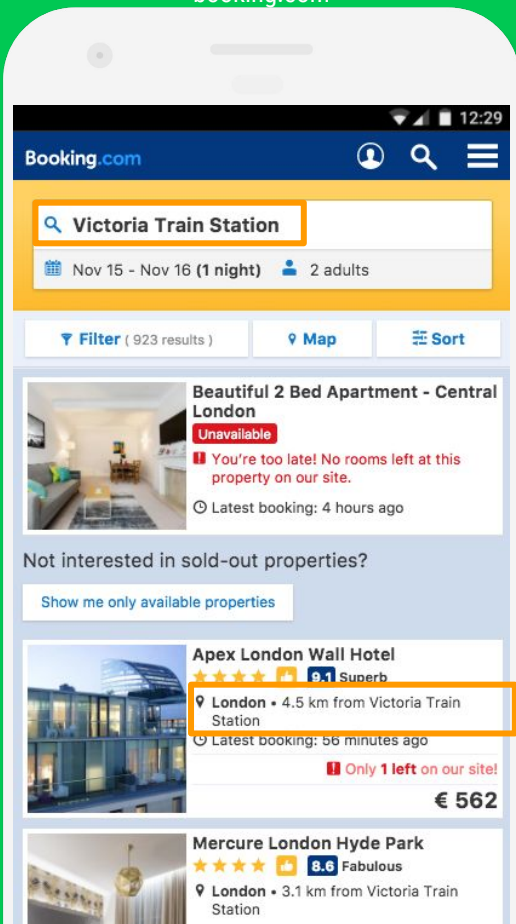 booking.com
12:29
Booking.com
Victoria Train Station
Nov 15 - Nov 16 (1 night) 2 adults
Filter ( 923 results ) Map Sort
Beautiful 2 Bed Apartment - Central
London
Unavailable
You're too late! No rooms left at this
property on our site.
Latest booking: 4 hours ago
Not interested in sold-out properties?
Show me only available properties
Apex London Wall Hotel
9.1 Superb
London • 4.5 km from Victoria Train
Station
Latest booking: 56 minutes ago
Only 1 left on our site!
€ 562
Mercure London Hyde Park
8.6 Fabulous
London • 3.1 km from Victoria Train
Station